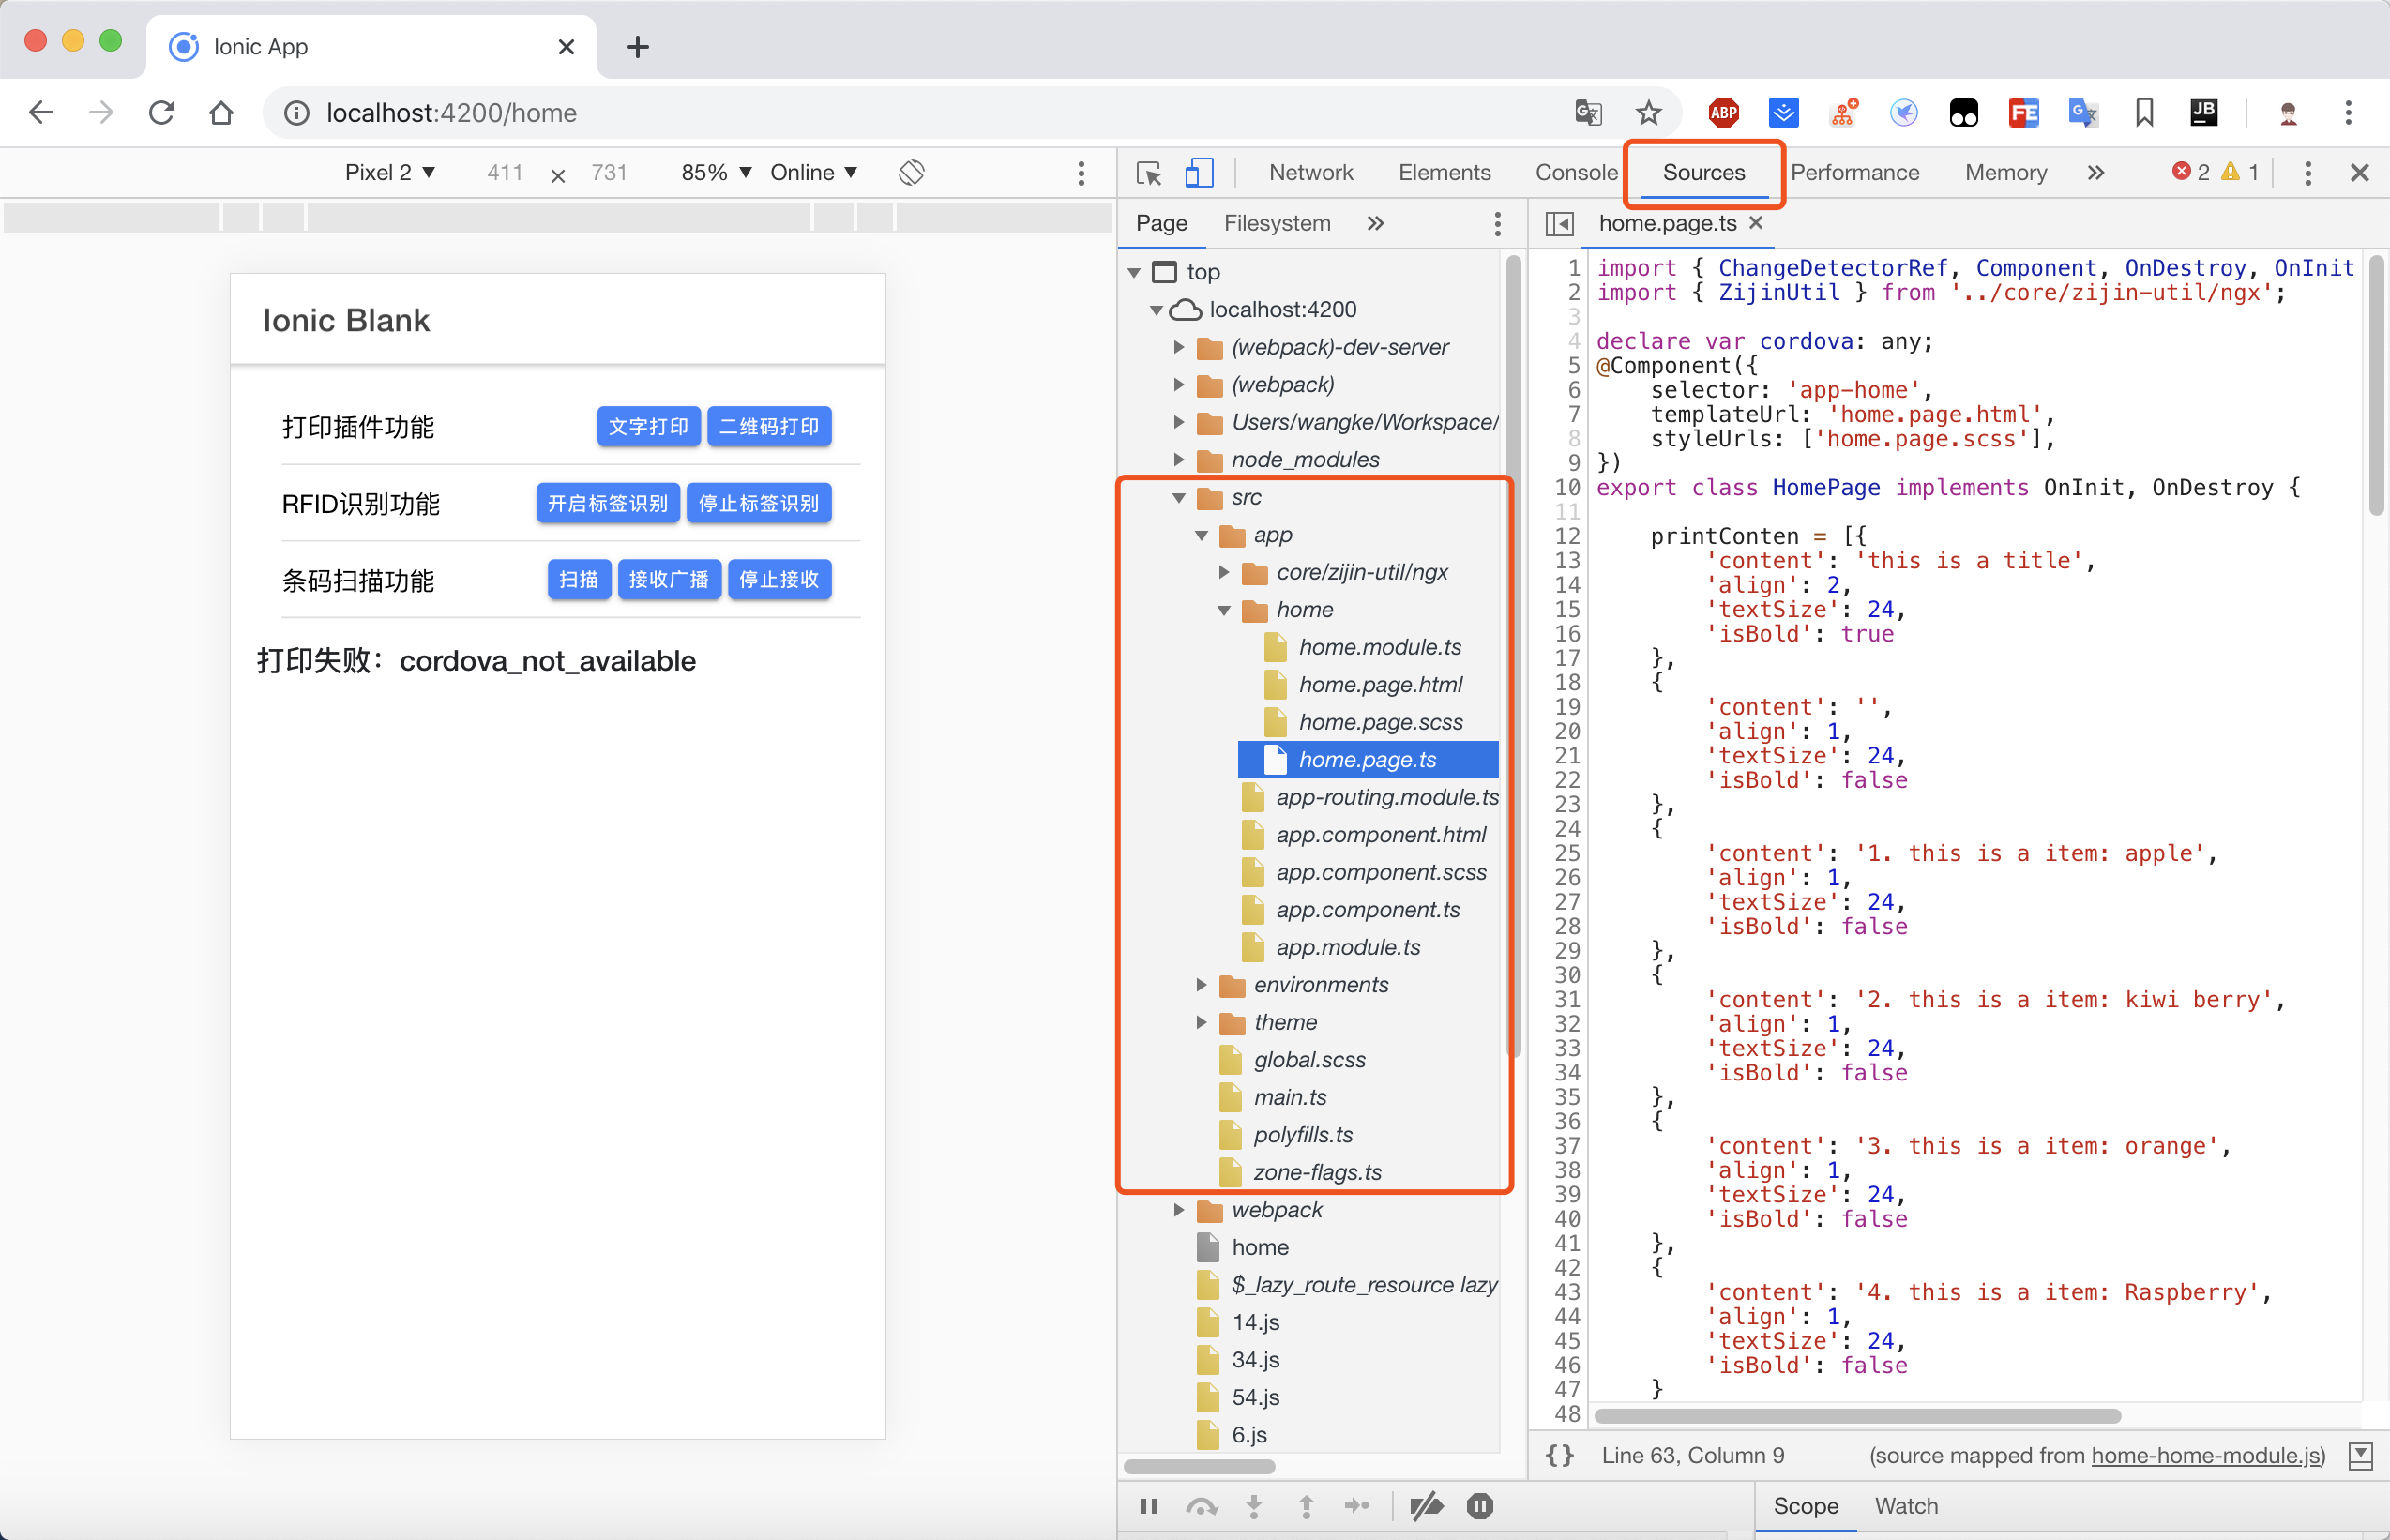 Ionic App
localhost:4200/home
ABP
FE
JB
Pixel 2 ▼ 411 × 731 85% ▼ Online ▼
Network Elements Console Sources Performance Memory » 2 1
Page Filesystem »
home.page.ts ×
Ionic Blank
打印插件功能 文字打印 二维码打印
RFID识别功能 开启标签识别 停止标签识别
条码扫描功能 扫描 接收广播 停止接收
打印失败：cordova_not_available
top
localhost:4200
(webpack)-dev-server
(webpack)
Users/wangke/Workspace/
node_modules
src
app
core/zijin-util/ngx
home
home.module.ts
home.page.html
home.page.scss
home.page.ts
app-routing.module.ts
app.component.html
app.component.scss
app.component.ts
app.module.ts
environments
theme
global.scss
main.ts
polyfills.ts
zone-flags.ts
webpack
home
$_lazy_route_resource lazy
14.js
34.js
54.js
6.js
1 import { ChangeDetectorRef, Component, OnDestroy, OnInit
2 import { ZijinUtil } from '../core/zijin-util/ngx';
3
4 declare var cordova: any;
5 @Component({
6 selector: 'app-home',
7 templateUrl: 'home.page.html',
8 styleUrls: ['home.page.scss'],
9 })
10 export class HomePage implements OnInit, OnDestroy {
11
12 printConten = [{
13 'content': 'this is a title',
14 'align': 2,
15 'textSize': 24,
16 'isBold': true
17 },
18 {
19 'content': '',
20 'align': 1,
21 'textSize': 24,
22 'isBold': false
23 },
24 {
25 'content': '1. this is a item: apple',
26 'align': 1,
27 'textSize': 24,
28 'isBold': false
29 },
30 {
31 'content': '2. this is a item: kiwi berry',
32 'align': 1,
33 'textSize': 24,
34 'isBold': false
35 },
36 {
37 'content': '3. this is a item: orange',
38 'align': 1,
39 'textSize': 24,
40 'isBold': false
41 },
42 {
43 'content': '4. this is a item: Raspberry',
44 'align': 1,
45 'textSize': 24,
46 'isBold': false
47 }
48
{} Line 63, Column 9 (source mapped from home-home-module.js)
Scope Watch